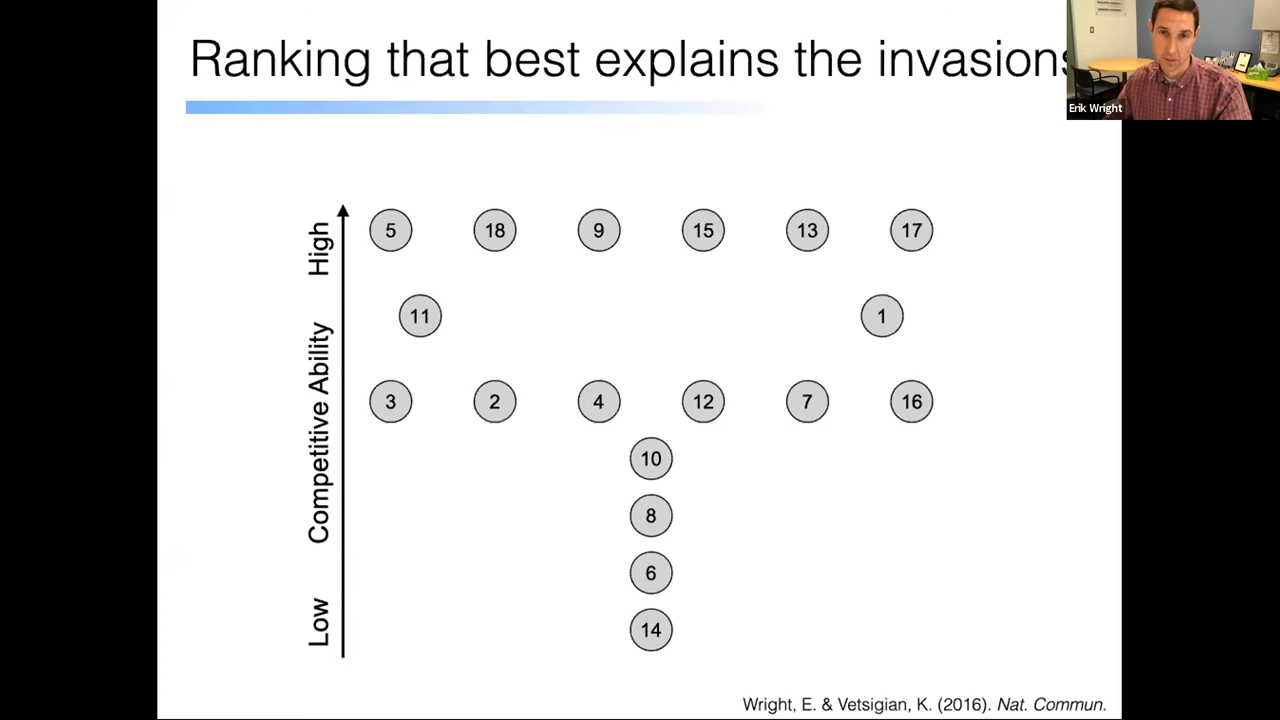 Ranking that best explains the invasions
Erik Wright
High
Competitive Ability
Low
5 18 9 15 13 17
11 1
3 2 4 12 7 16
10
8
6
14
Wright, E. & Vetsigian, K. (2016). Nat. Commun.